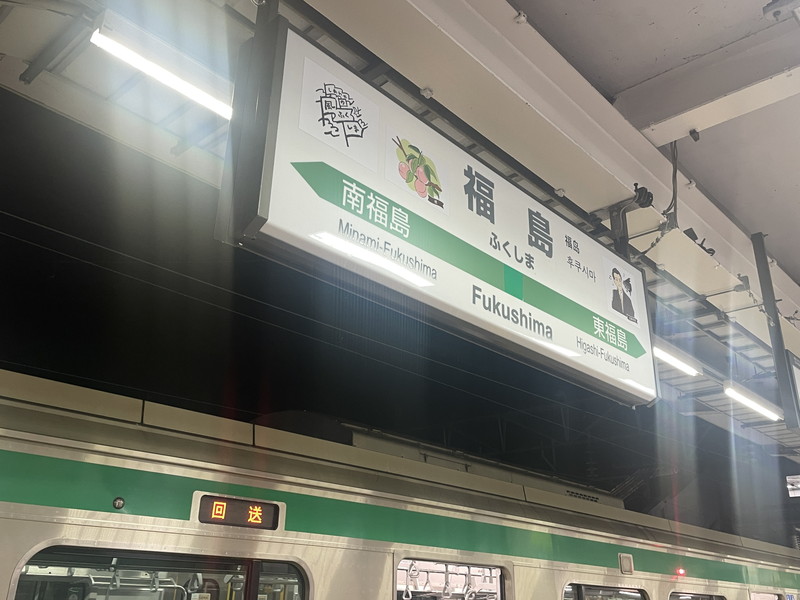 福島
ふくしま
福岛
후쿠시마
南福島
Minami-Fukushima
Fukushima
東福島
Higashi-Fukushima
回送